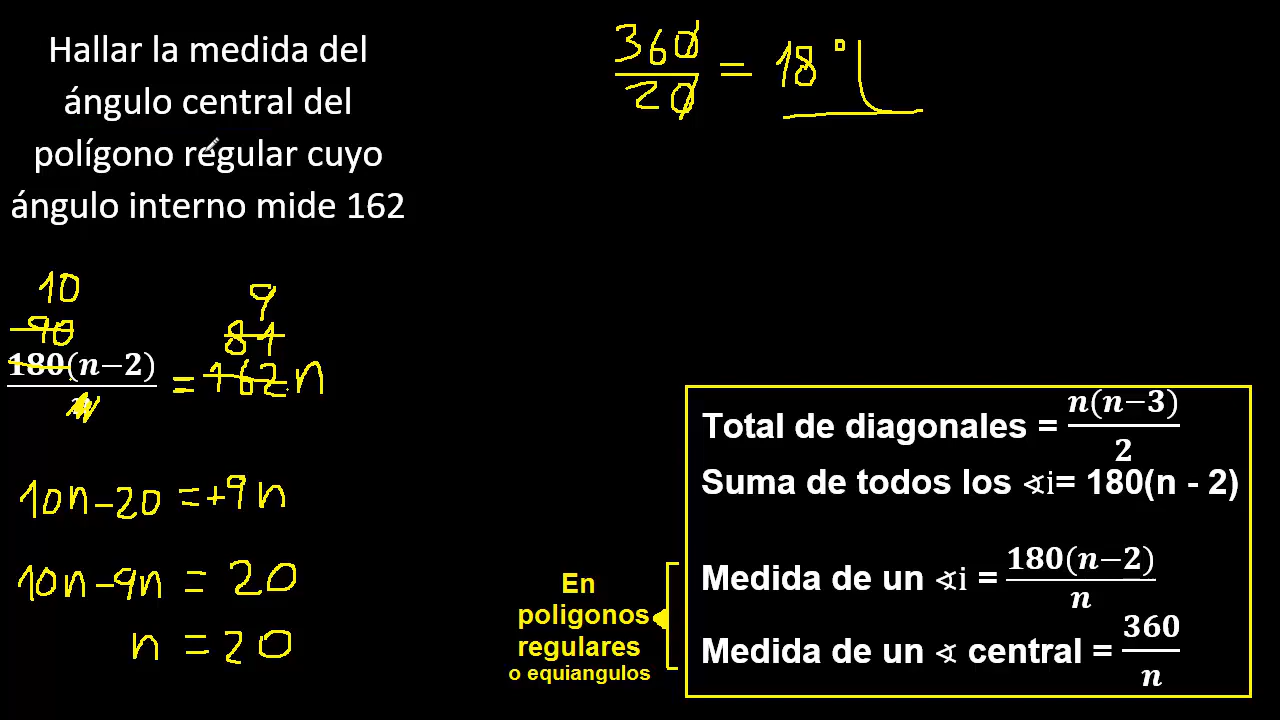 Hallar la medida del
ángulo central del
polígono regular cuyo
ángulo interno mide 162
360/20 = 18°
10 9
90 81
180(n−2)/n = 162n
10n−20 = +9n
10n−9n = 20
n = 20
Total de diagonales = n(n−3)/2
Suma de todos los ∢i= 180(n - 2)
Medida de un ∢i = 180(n−2)/n
Medida de un ∢ central = 360/n
En
poligonos
regulares
o equiangulos